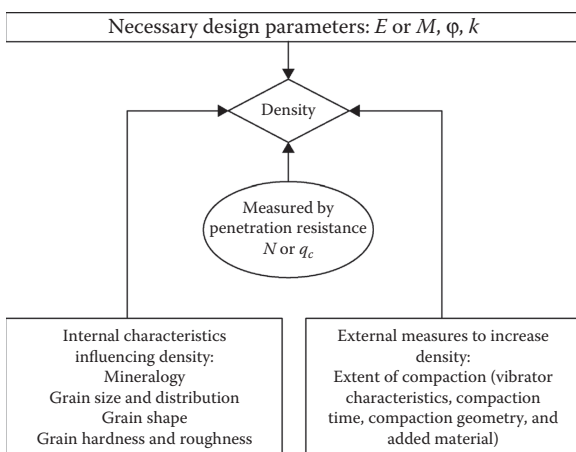 Necessary design parameters: E or M, φ, k
Density
Measured by
penetration resistance
N or q_c
Internal characteristics
influencing density:
Mineralogy
Grain size and distribution
Grain shape
Grain hardness and roughness
External measures to increase
density:
Extent of compaction (vibrator
characteristics, compaction
time, compaction geometry, and
added material)